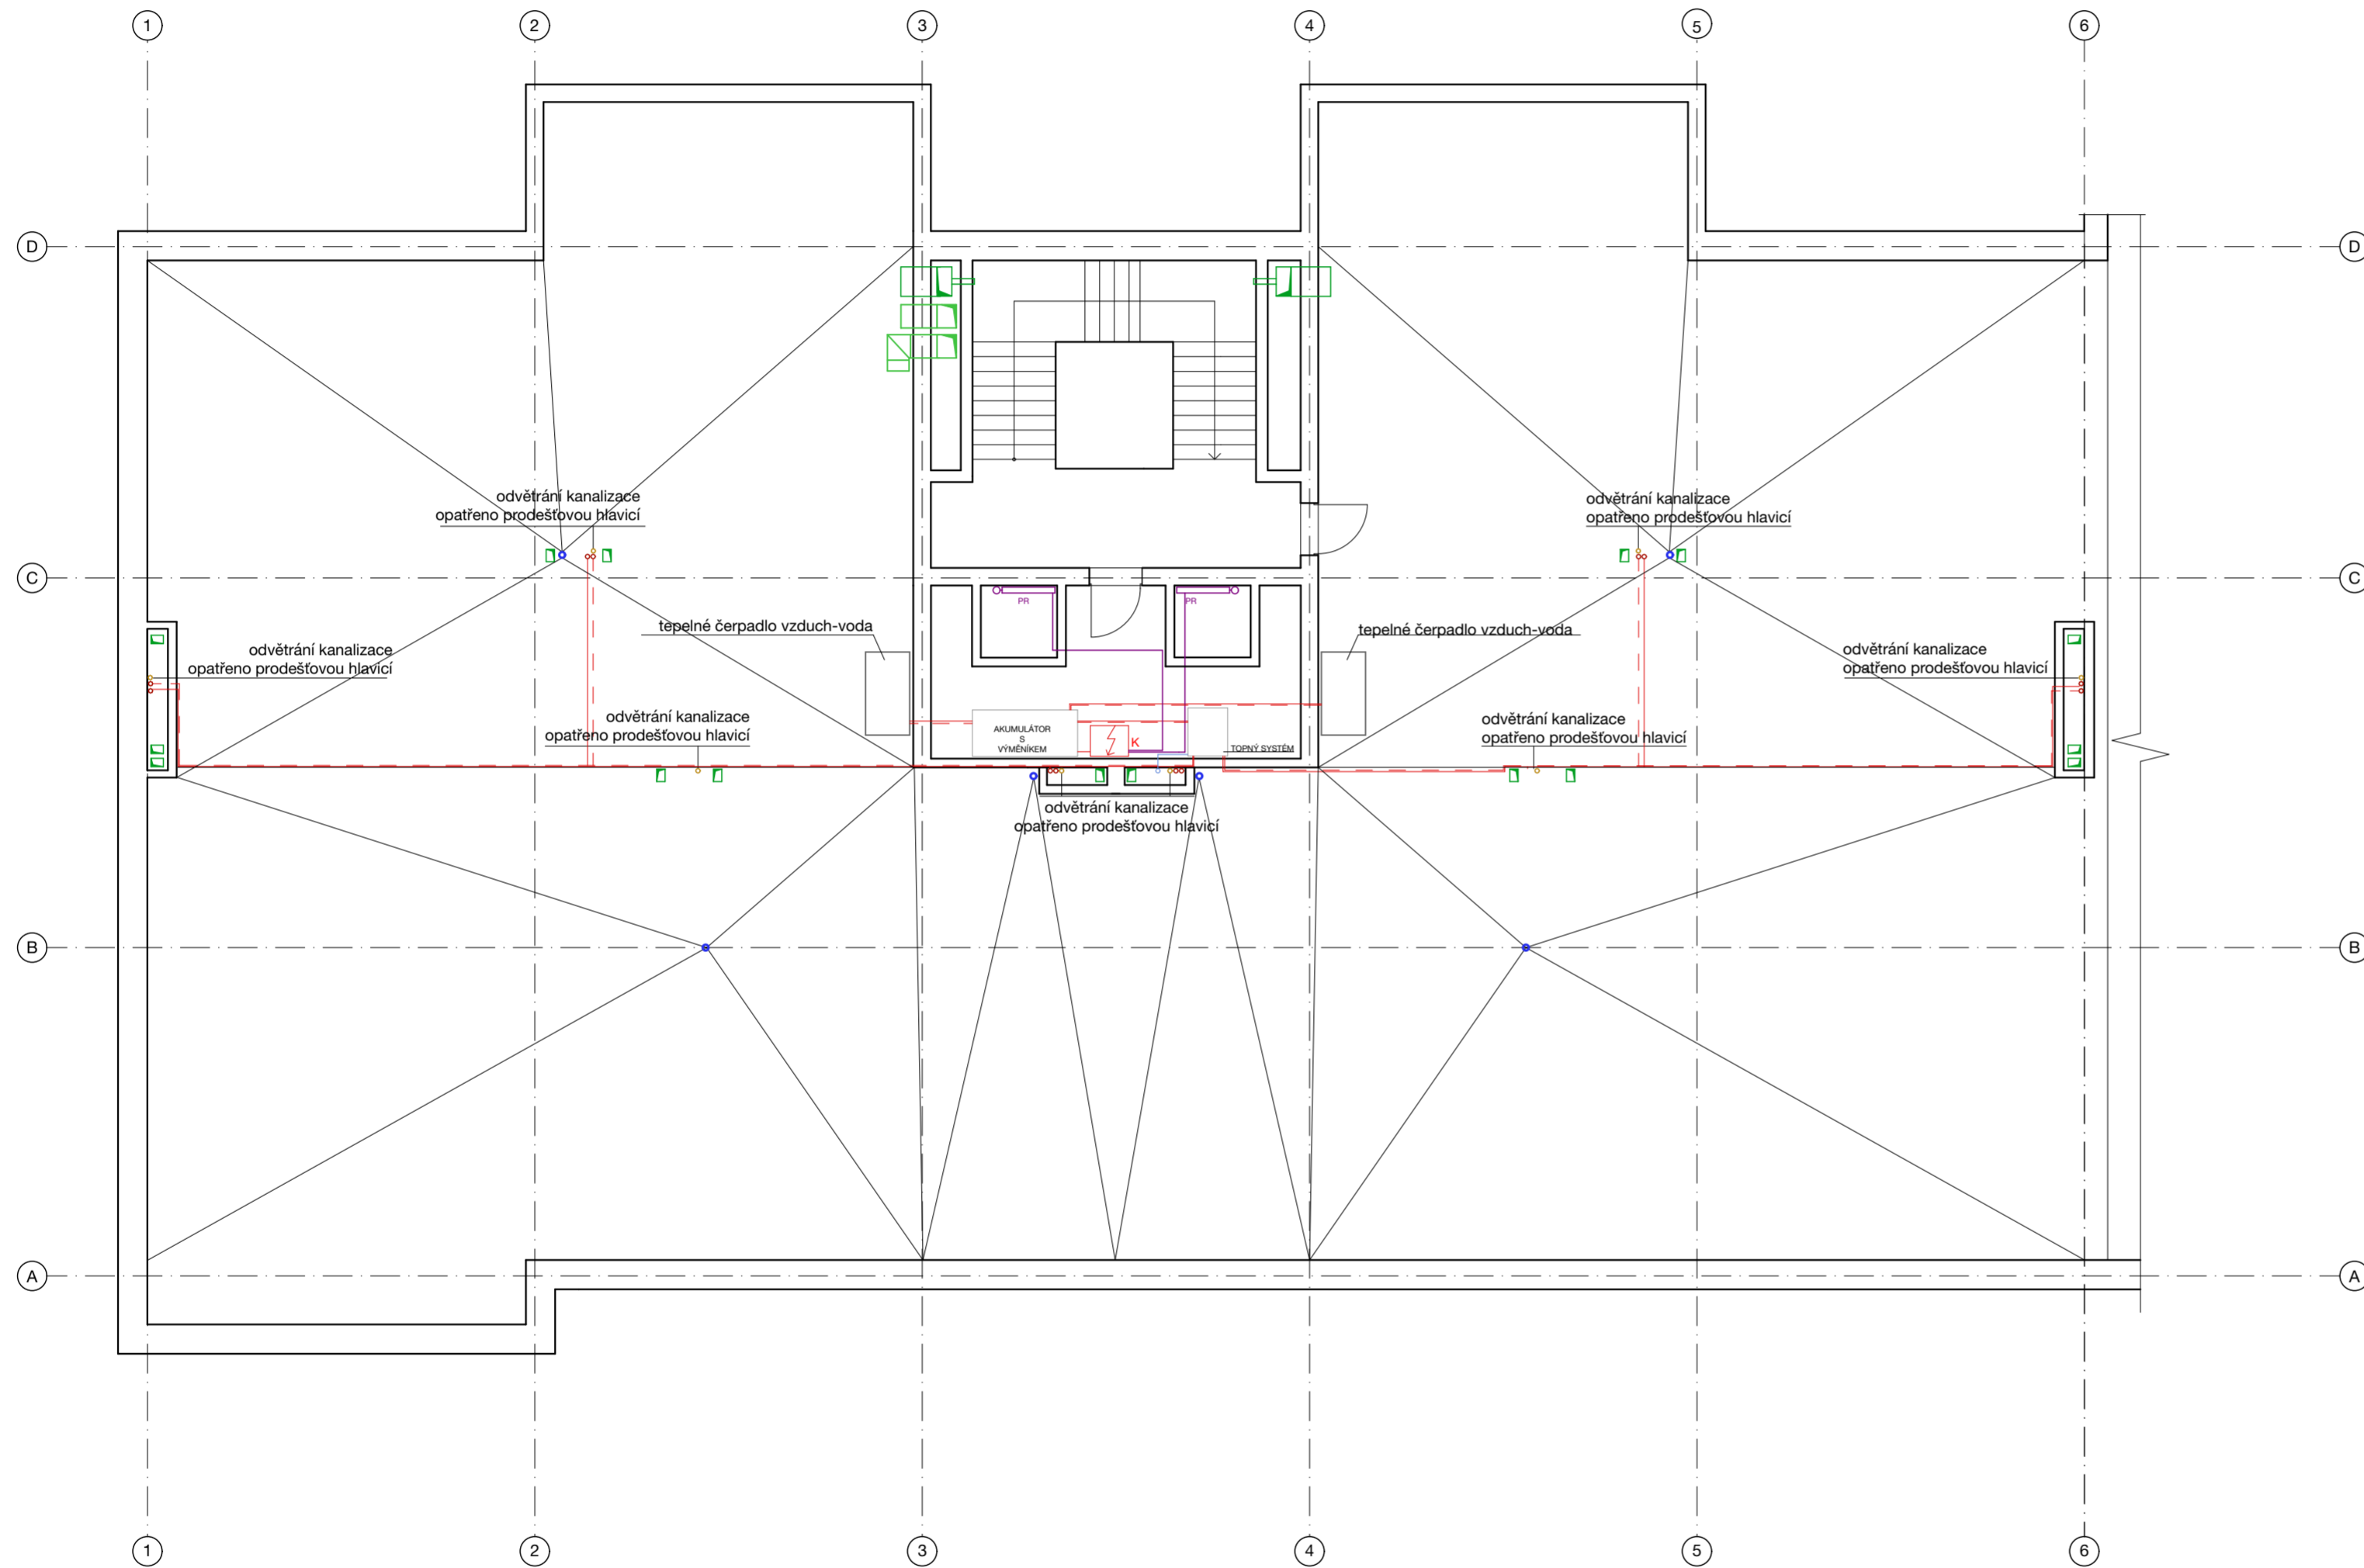 1
2
3
4
5
6
D
D
odvětrání kanalizace
opatřeno prodešťovou hlavicí
odvětrání kanalizace
opatřeno prodešťovou hlavicí
C
C
PR
PR
tepelné čerpadlo vzduch-voda
tepelné čerpadlo vzduch-voda
odvětrání kanalizace
opatřeno prodešťovou hlavicí
odvětrání kanalizace
opatřeno prodešťovou hlavicí
odvětrání kanalizace
opatřeno prodešťovou hlavicí
odvětrání kanalizace
opatřeno prodešťovou hlavicí
AKUMULÁTOR
S
VÝMĚNÍKEM
K
TOPNÝ SYSTÉM
odvětrání kanalizace
opatřeno prodešťovou hlavicí
B
B
A
A
1
2
3
4
5
6